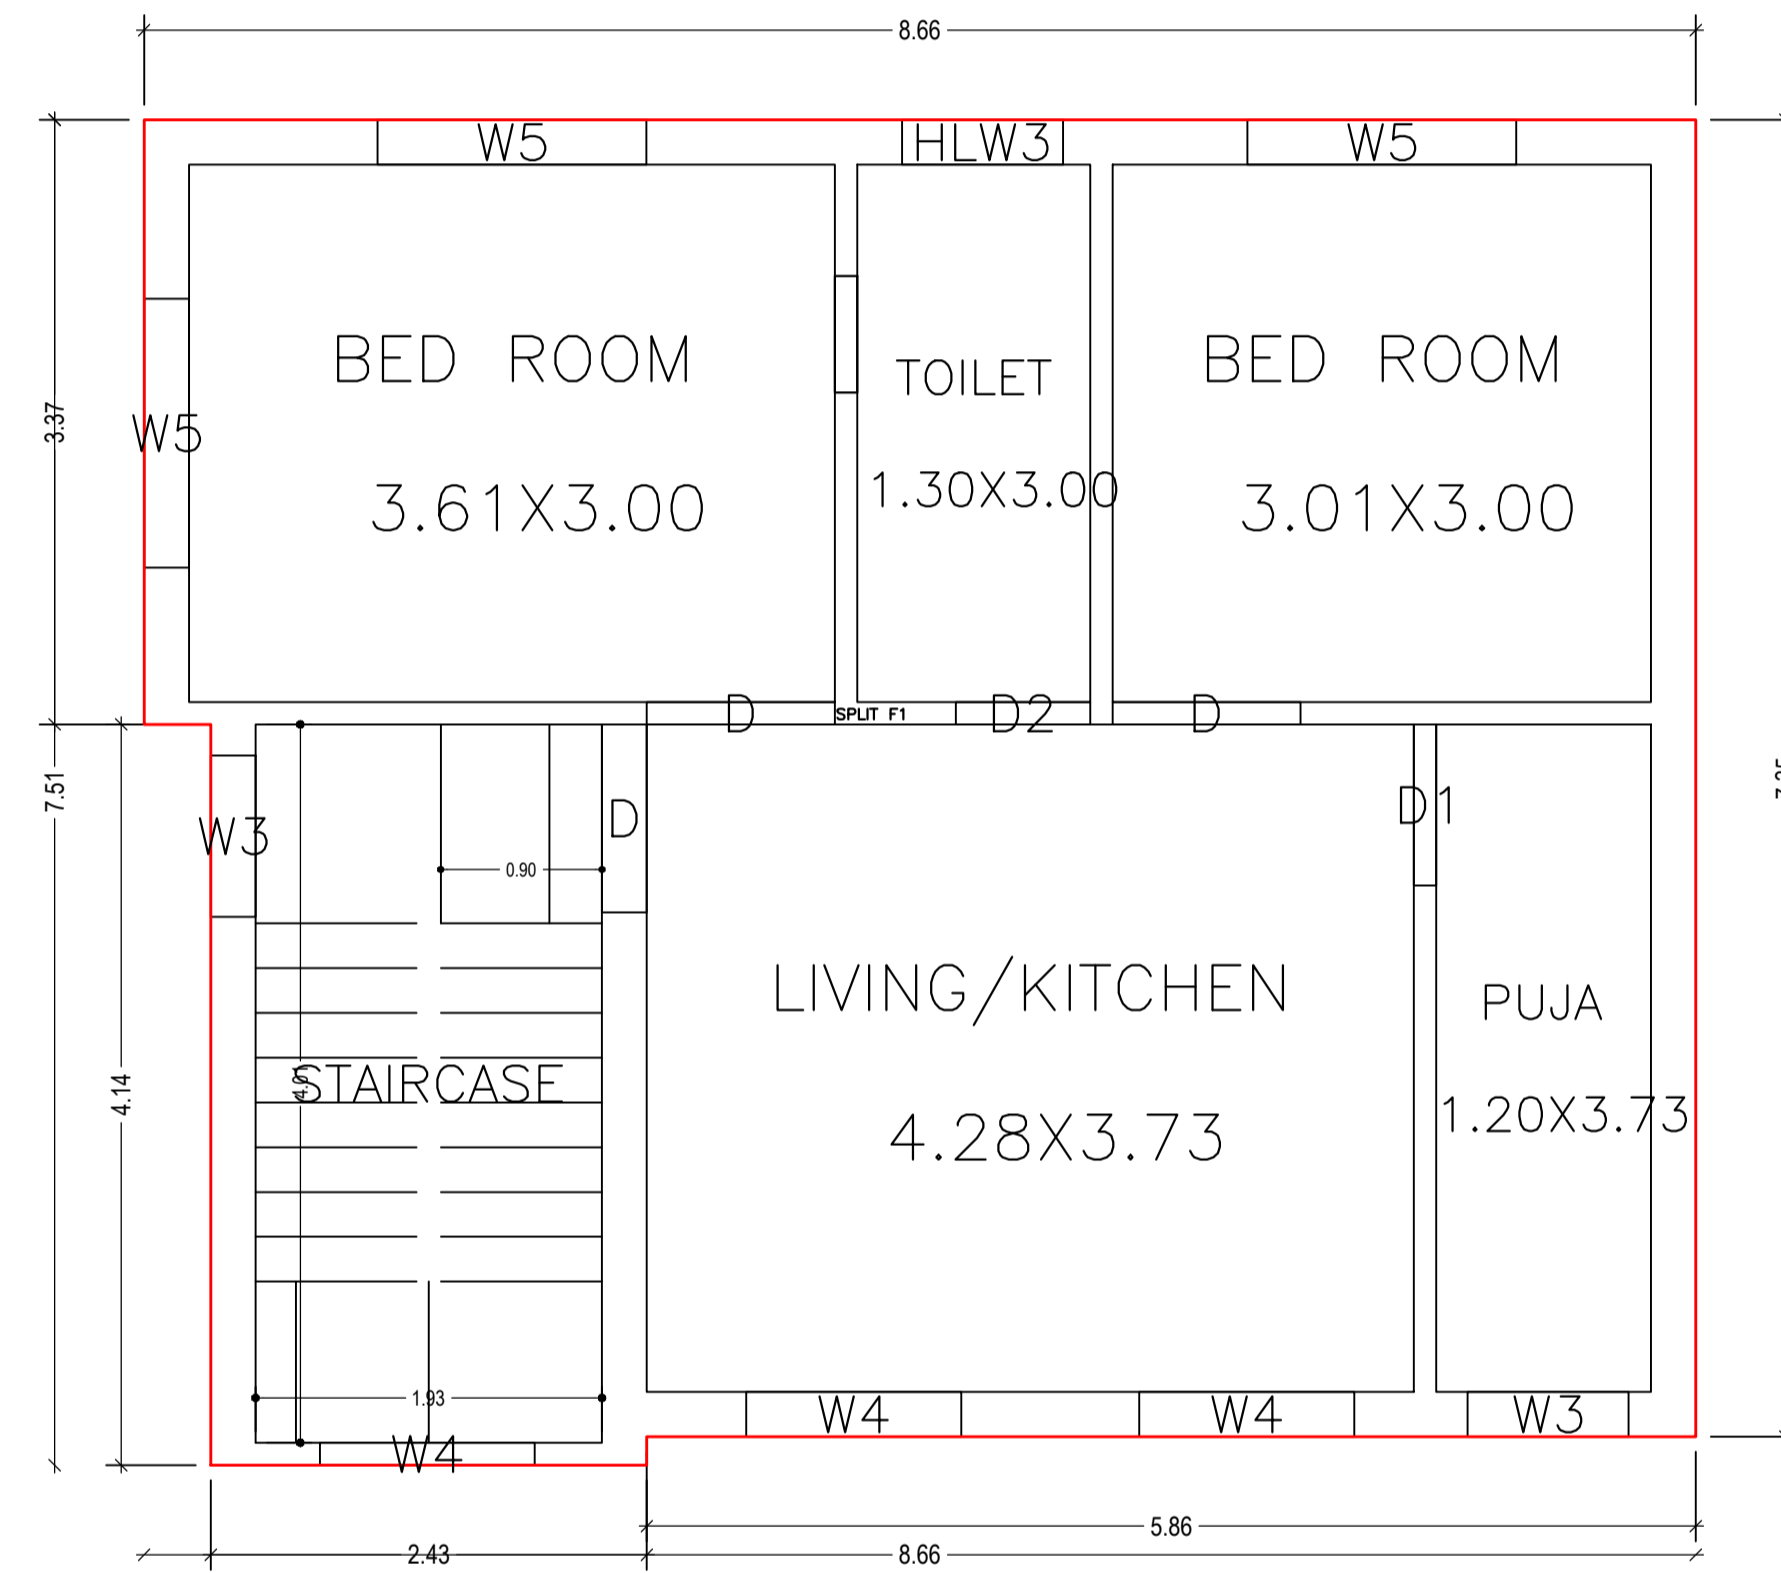 8.66
W5
HLW3
W5
BED ROOM
TOILET
BED ROOM
3.37
W5
3.61X3.00
1.30X3.00
3.01X3.00
D
SPLIT F1
D2
D
7.51
W3
D
D1
0.90
LIVING/KITCHEN
PUJA
4.14
STAIRCASE
4.28X3.73
1.20X3.73
1.93
W4
W4
W4
W3
5.86
2.43
8.66